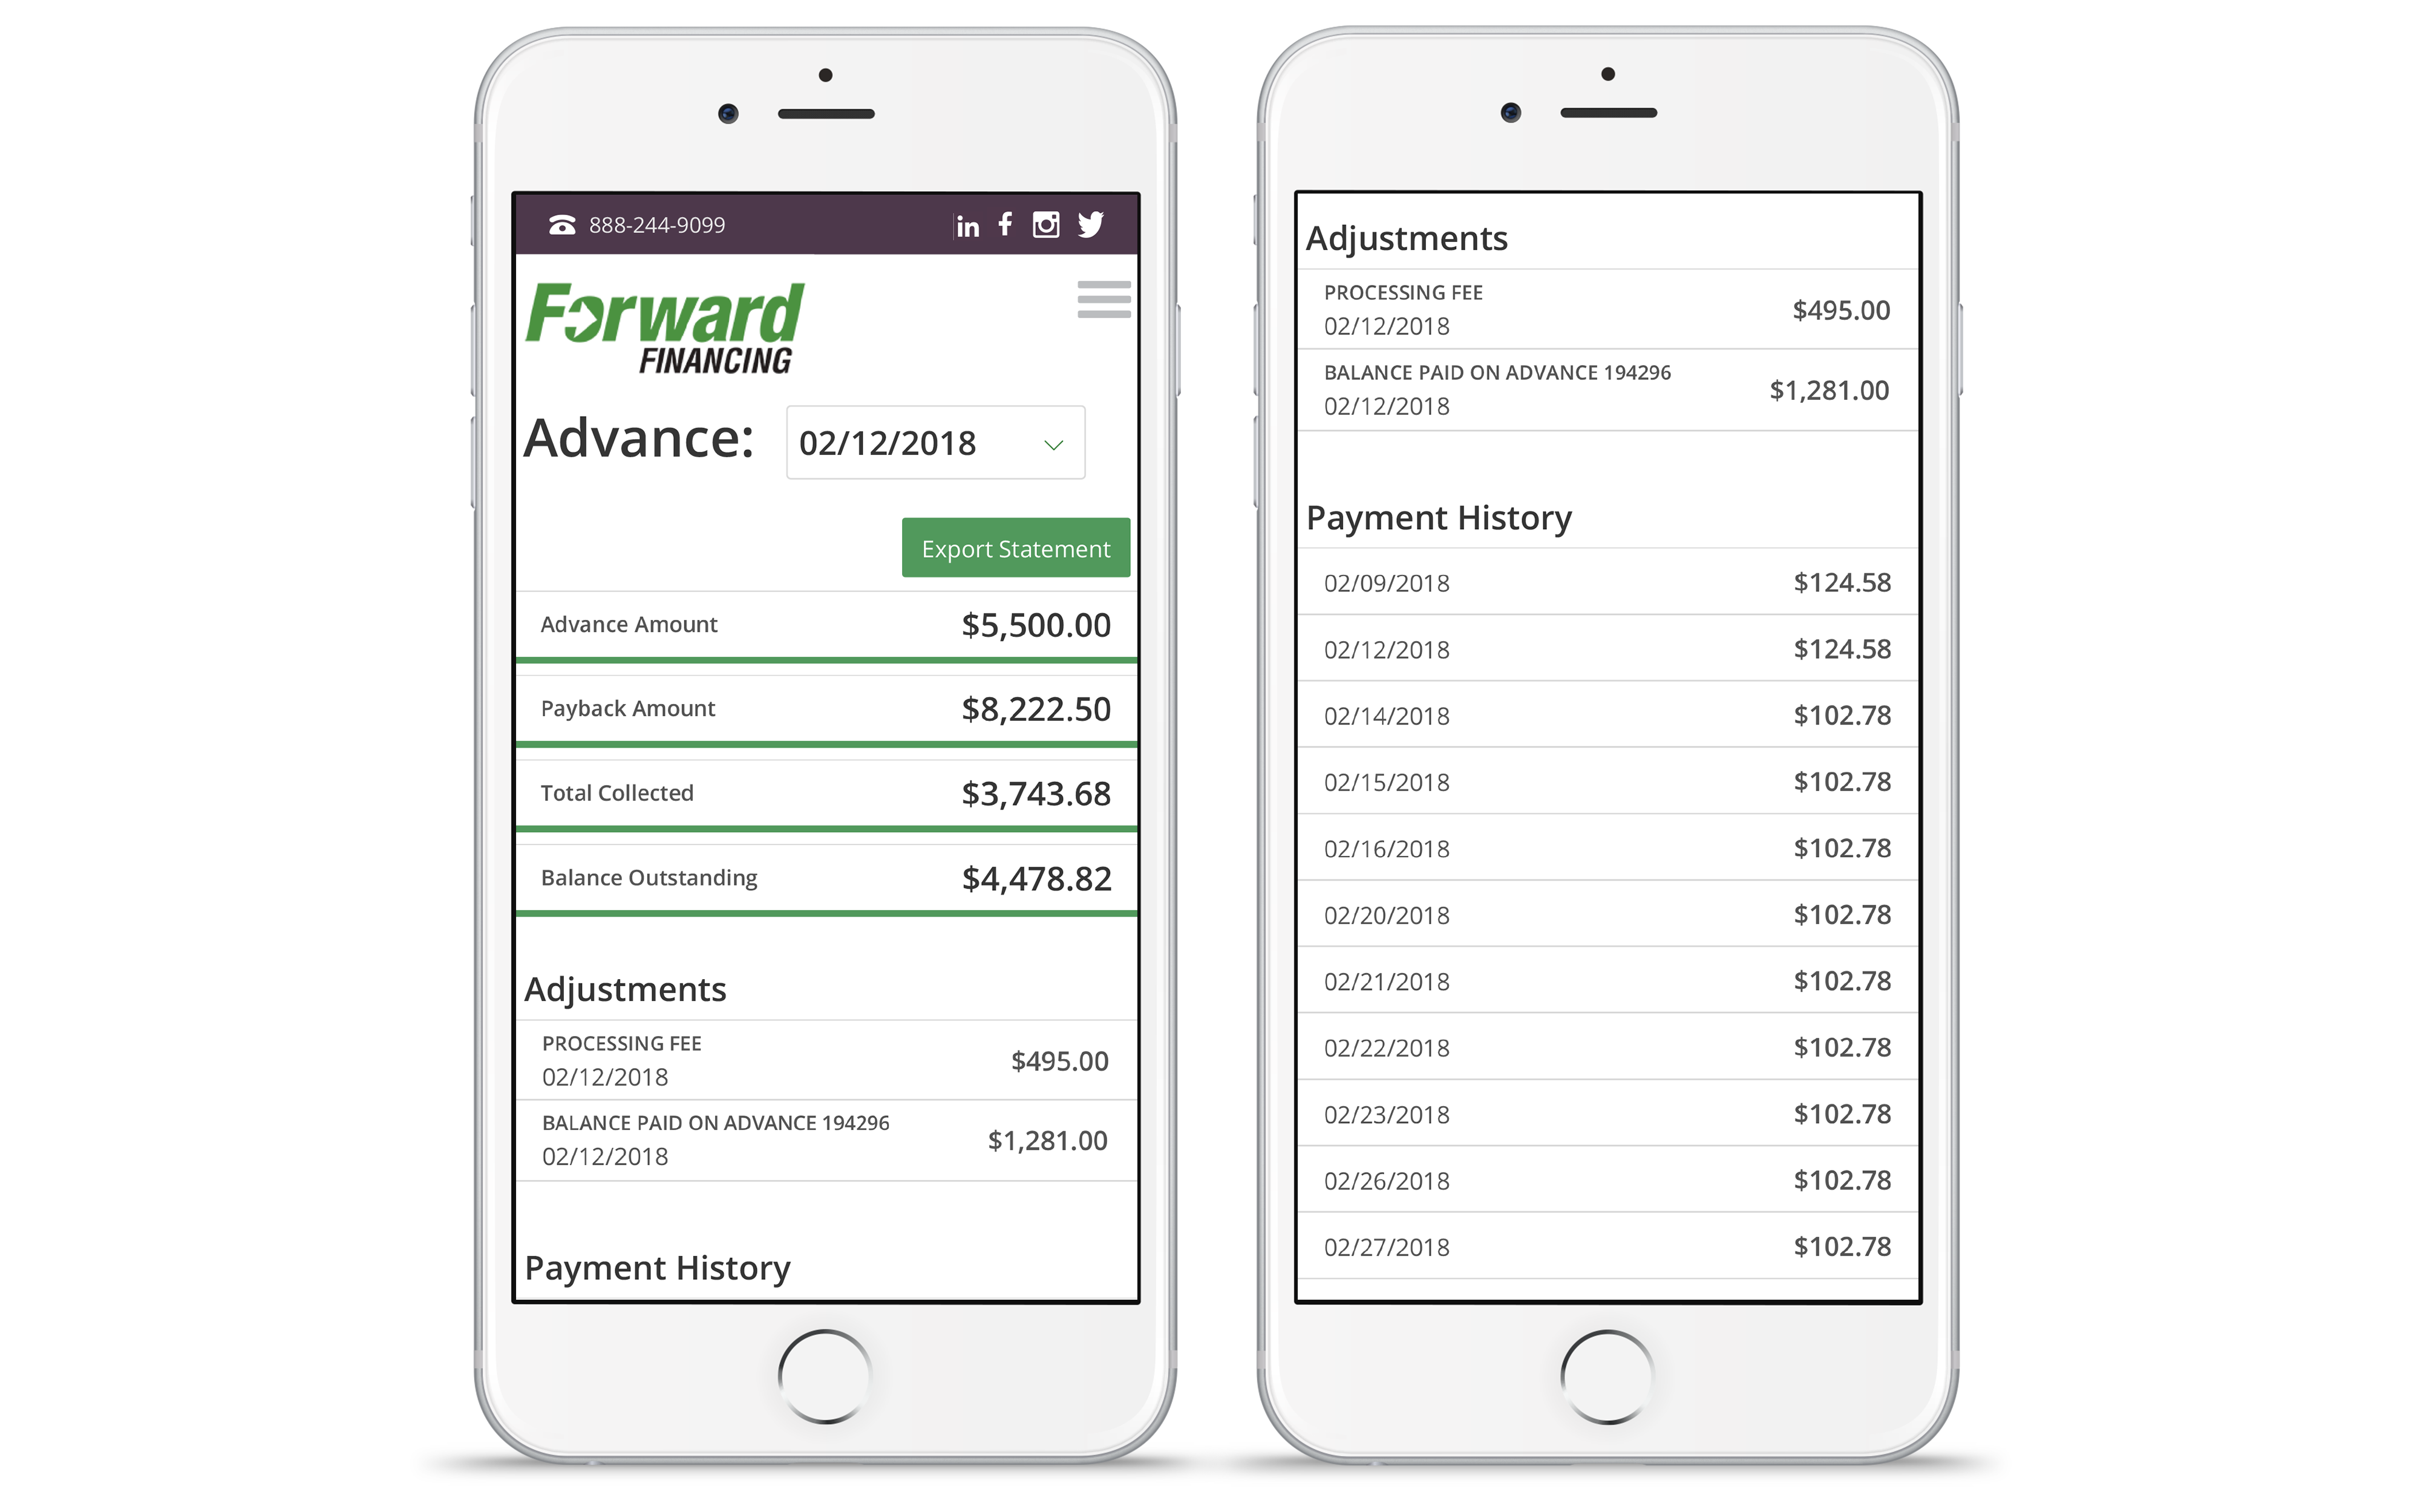 888-244-9099
Forward
FINANCING
Advance: 02/12/2018
Export Statement
Advance Amount $5,500.00
Payback Amount $8,222.50
Total Collected $3,743.68
Balance Outstanding $4,478.82
Adjustments
PROCESSING FEE
02/12/2018 $495.00
BALANCE PAID ON ADVANCE 194296
02/12/2018 $1,281.00
Payment History
Adjustments
PROCESSING FEE
02/12/2018 $495.00
BALANCE PAID ON ADVANCE 194296
02/12/2018 $1,281.00
Payment History
02/09/2018 $124.58
02/12/2018 $124.58
02/14/2018 $102.78
02/15/2018 $102.78
02/16/2018 $102.78
02/20/2018 $102.78
02/21/2018 $102.78
02/22/2018 $102.78
02/23/2018 $102.78
02/26/2018 $102.78
02/27/2018 $102.78